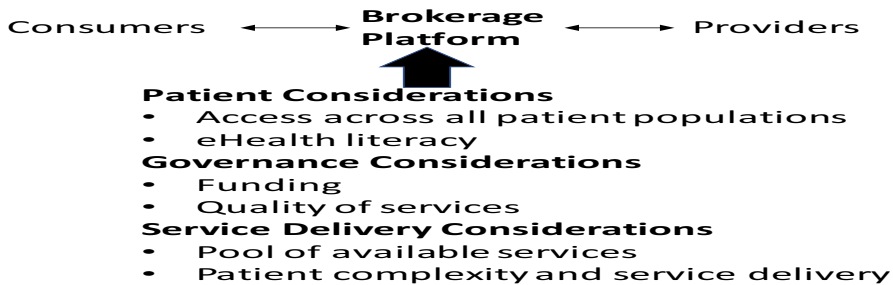 Consumers Brokerage Platform Providers
Patient Considerations
• Access across all patient populations
• eHealth literacy
Governance Considerations
• Funding
• Quality of services
Service Delivery Considerations
• Pool of available services
• Patient complexity and service delivery